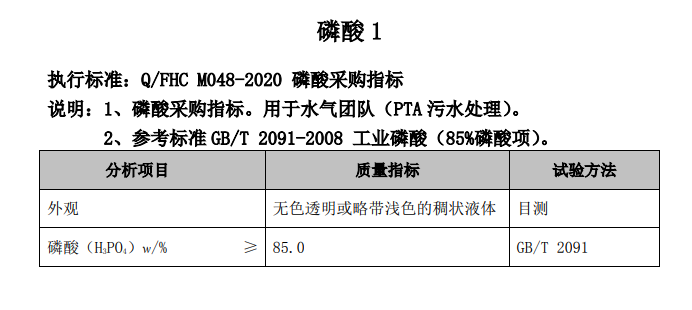 磷酸 1
执行标准：Q/FHC M048-2020 磷酸采购指标
说明：1、磷酸采购指标。用于水气团队（PTA 污水处理）。
2、参考标准 GB/T 2091-2008 工业磷酸（85%磷酸项）。
分析项目 质量指标 试验方法
外观 无色透明或略带浅色的稠状液体 目测
磷酸（H₃PO₄）w/% ≥ 85.0 GB/T 2091